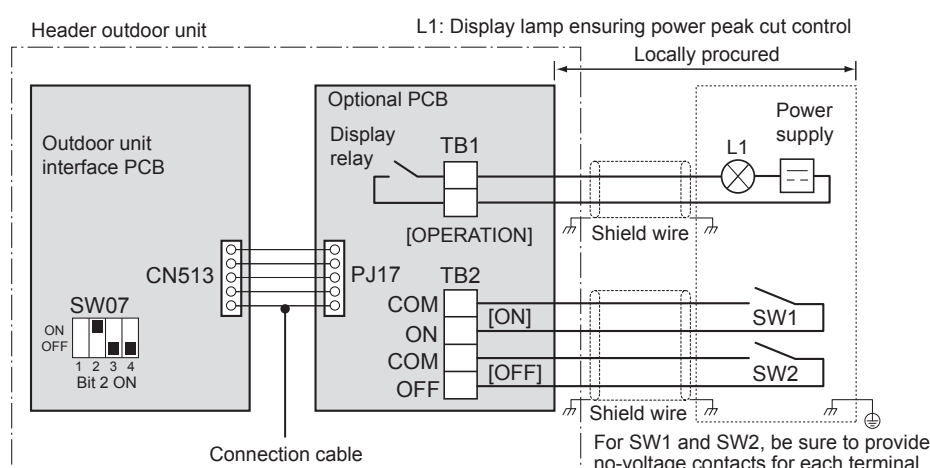 Header outdoor unit
L1: Display lamp ensuring power peak cut control
Locally procured
Optional PCB
Power
supply
Display
relay
TB1
L1
Outdoor unit
interface PCB
[OPERATION]
Shield wire
CN513
PJ17
TB2
SW07
COM
[ON]
SW1
ON
OFF
ON
COM
[OFF]
SW2
OFF
1 2 3 4
Bit 2 ON
Shield wire
Connection cable
For SW1 and SW2, be sure to provide
no-voltage contacts for each terminal